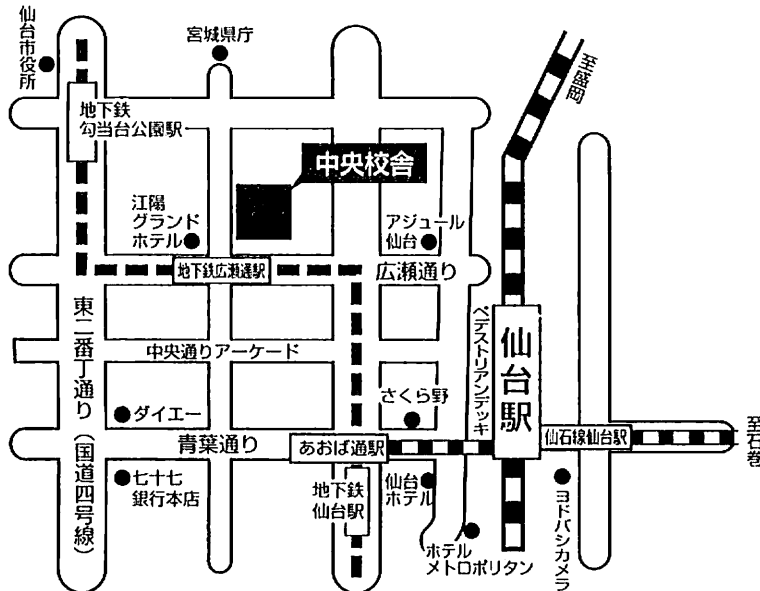 仙台市役所
宮城県庁
至盛岡
地下鉄
勾当台公園駅
中央校舎
江陽
グランド
ホテル
アジュール
仙台
地下鉄広瀬通駅
広瀬通り
東二番丁通り（国道四号線）
中央通りアーケード
ペデストリアンデッキ
仙台駅
さくら野
ダイエー
青葉通り
あおば通駅
仙石線仙台駅
至石巻
七十七
銀行本店
地下鉄
仙台駅
仙台
ホテル
ホテル
メトロポリタン
ヨドバシカメラ